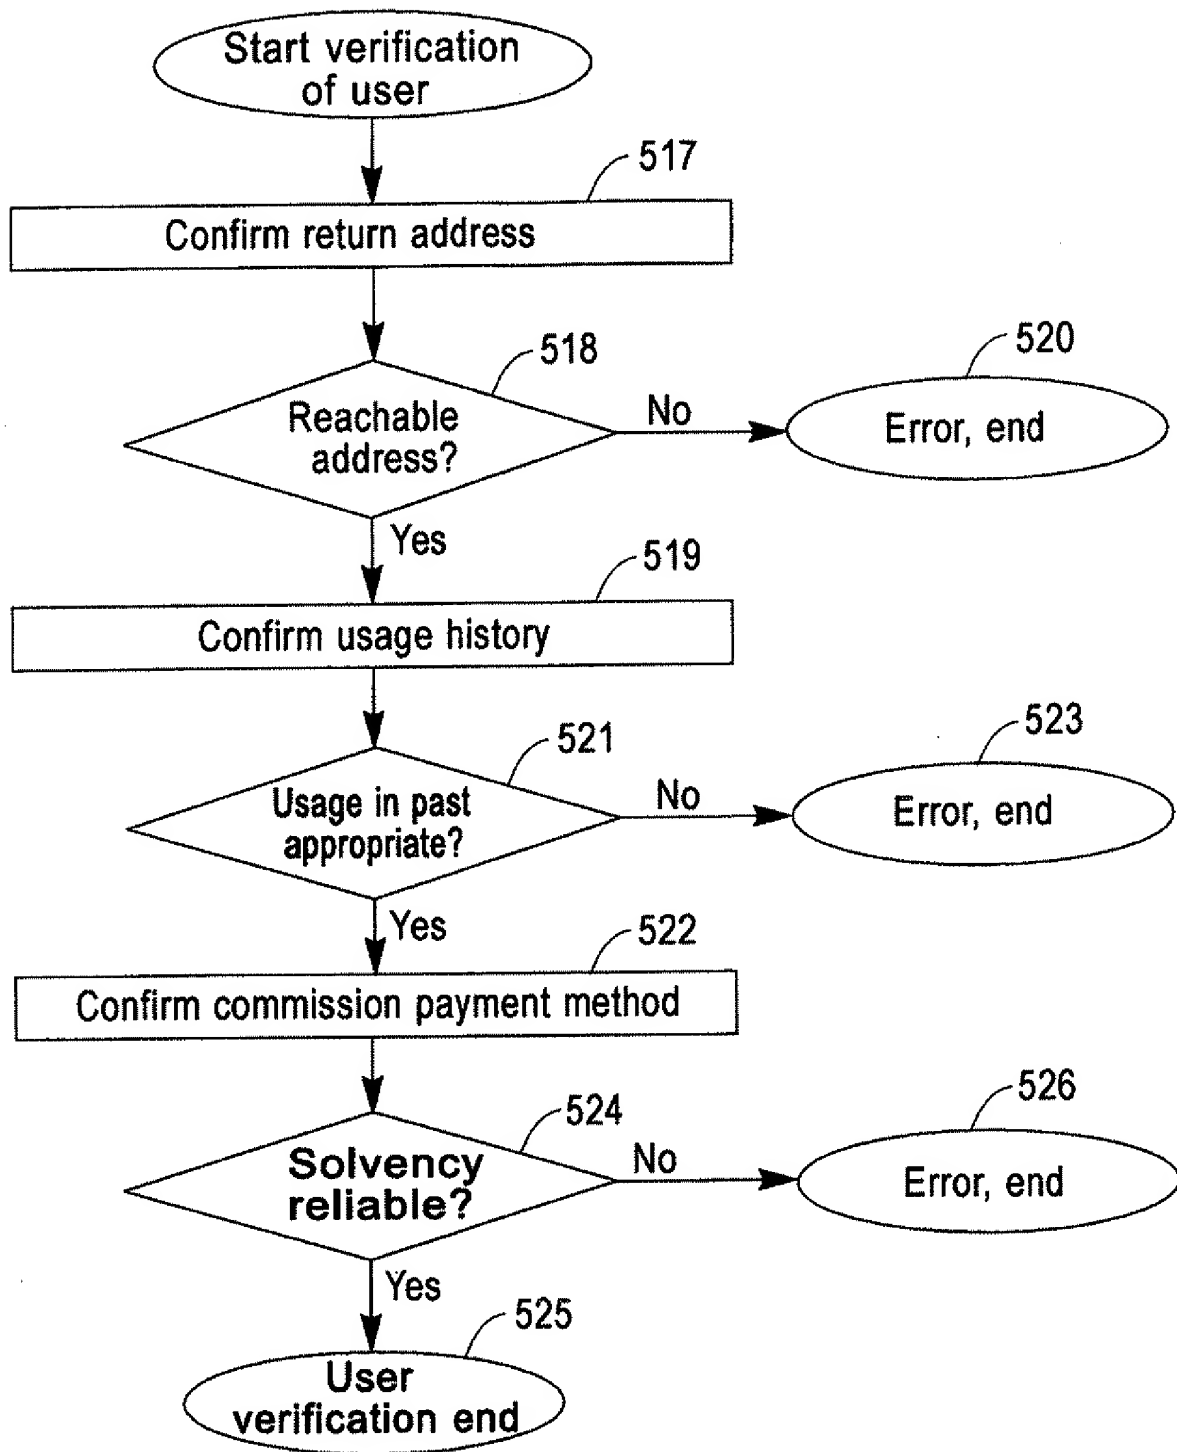 Start verification
of user
517
Confirm return address
518
Reachable
address?
No
520
Error, end
Yes
519
Confirm usage history
521
Usage in past
appropriate?
No
523
Error, end
Yes
522
Confirm commission payment method
524
Solvency
reliable?
No
526
Error, end
Yes
525
User
verification end